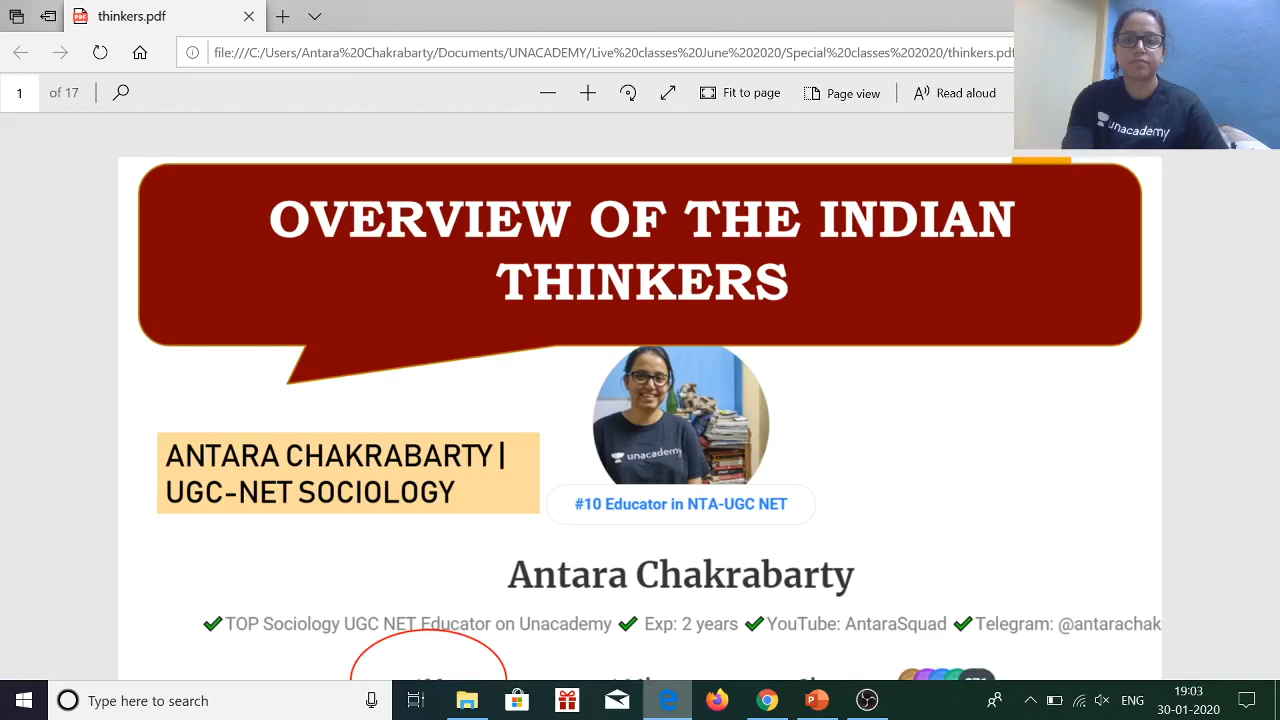 thinkers.pdf
file:///C:/Users/Antara%20Chakrabarty/Documents/UNACADEMY/Live%20classes%20June%202020/Special%20classes%202020/thinkers.pdf
1 of 17 Fit to page Page view Read aloud
unacademy
OVERVIEW OF THE INDIAN
THINKERS
unacademy
ANTARA CHAKRABARTY |
UGC-NET SOCIOLOGY
#10 Educator in NTA-UGC NET
Antara Chakrabarty
TOP Sociology UGC NET Educator on Unacademy Exp: 2 years YouTube: AntaraSquad Telegram: @antarachak
Type here to search
ENG
19:03
30-01-2020